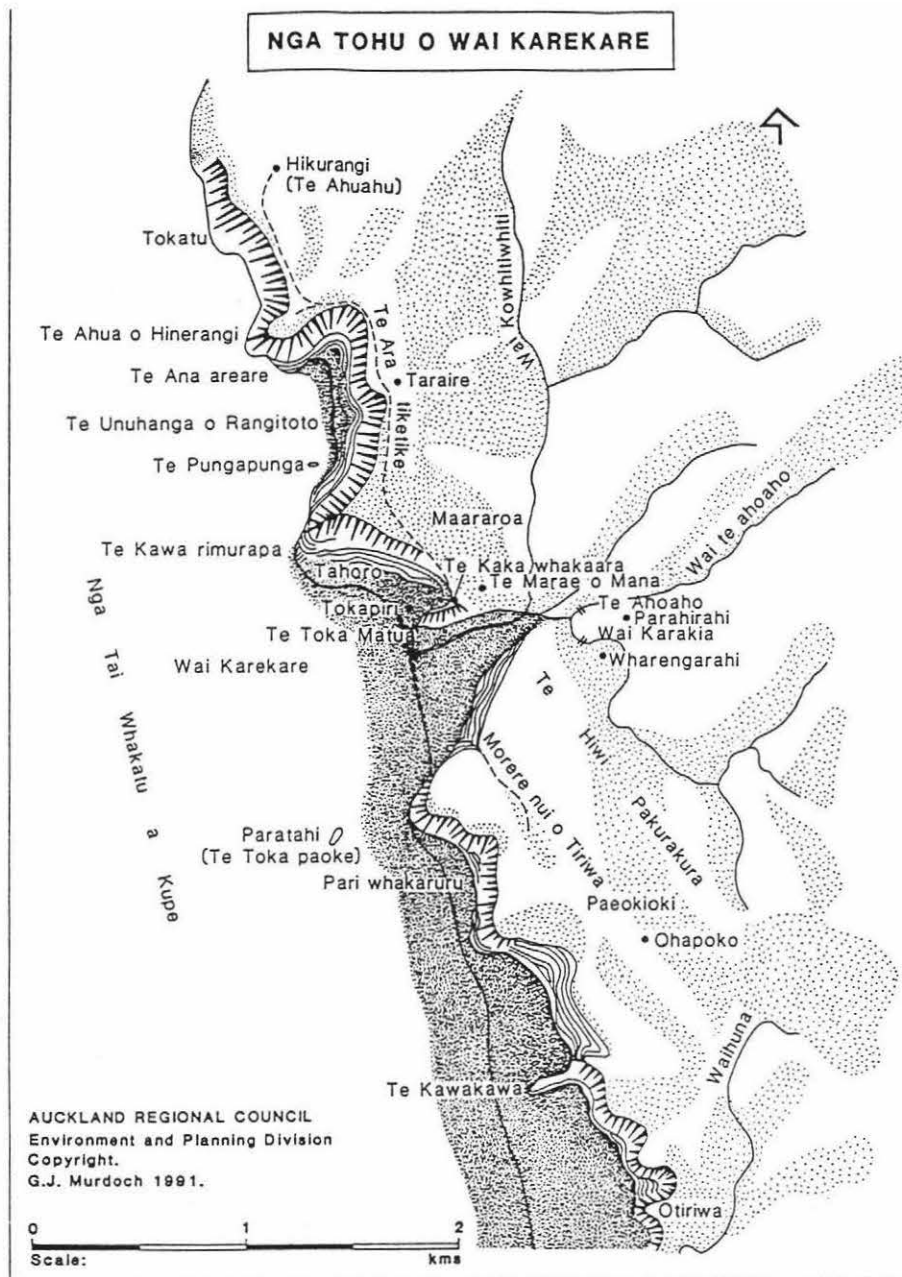 NGA TOHU O WAI KAREKARE
Hikurangi
(Te Ahuahu)
Tokatu
Wai Kowhiliwhili
Te Ahua o Hinerangi
Te Ara tiketike
Te Ana areare
Taraire
Te Unuhanga o Rangitoto
Te Pungapunga
Maararoa
Wai te ahoaho
Te Kawa rimurapa
Te Kaka whakaara
Tahoro
Te Marae o Mana
Te Ahoaho
Tokapiri
Parahirahi
Te Toka Matua
Wai Karakia
Wai Karekare
Wharengarahi
Nga Tai Whakatu a Kupe
Te Hiwi Pakurakura
Morere nui o Tiriwa
Paratahi
(Te Toka paoke)
Pari whakaruru
Paeokioki
Ohapoko
Waihuna
Te Kawakawa
Otiriwa
AUCKLAND REGIONAL COUNCIL
Environment and Planning Division
Copyright.
G.J. Murdoch 1991.
0 1 2
Scale: kms